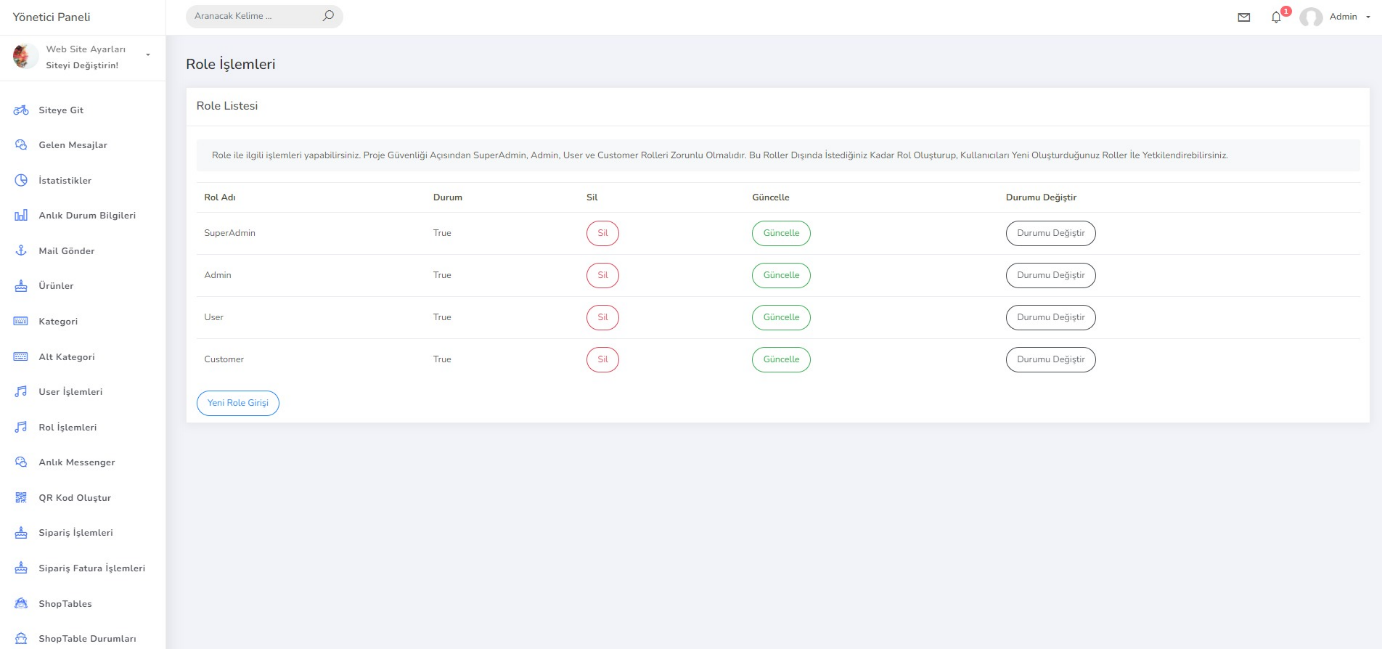 Yönetici Paneli
Aranacak Kelime ...
1
Admin
Web Site Ayarları
Siteyi Değiştirin!
Siteye Git
Gelen Mesajlar
İstatistikler
Anlık Durum Bilgileri
Mail Gönder
Ürünler
Kategori
Alt Kategori
User İşlemleri
Rol İşlemleri
Anlık Messenger
QR Kod Oluştur
Sipariş İşlemleri
Sipariş Fatura İşlemleri
ShopTables
ShopTable Durumları
Role İşlemleri
Role Listesi
Role ile ilgili işlemleri yapabilirsiniz. Proje Güvenliği Açısından SuperAdmin, Admin, User ve Customer Rolleri Zorunlu Olmalıdır. Bu Roller Dışında İstediğiniz Kadar Rol Oluşturup, Kullanıcıları Yeni Oluşturduğunuz Roller İle Yetkilendirebilirsiniz.
Rol Adı Durum Sil Güncelle Durumu Değiştir
SuperAdmin True Sil Güncelle Durumu Değiştir
Admin True Sil Güncelle Durumu Değiştir
User True Sil Güncelle Durumu Değiştir
Customer True Sil Güncelle Durumu Değiştir
Yeni Role Girişi